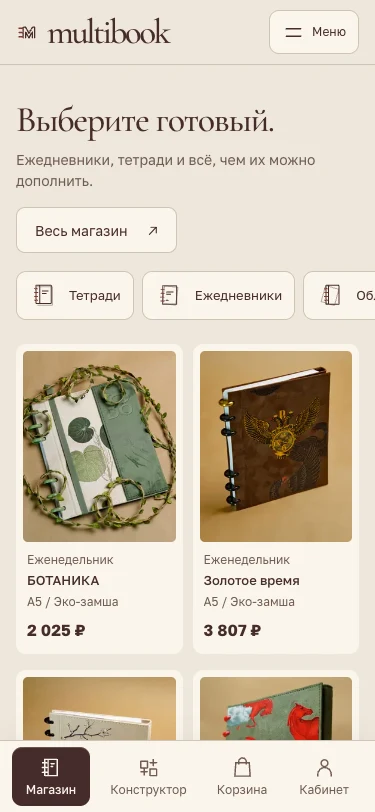 multibook
Меню
Выберите готовый.
Ежедневники, тетради и всё, чем их можно
дополнить.
Весь магазин
Тетради
Ежедневники
Еженедельник
БОТАНИКА
А5 / Эко-замша
2 025 ₽
Еженедельник
Золотое время
А5 / Эко-замша
3 807 ₽
Магазин
Конструктор
Корзина
Кабинет